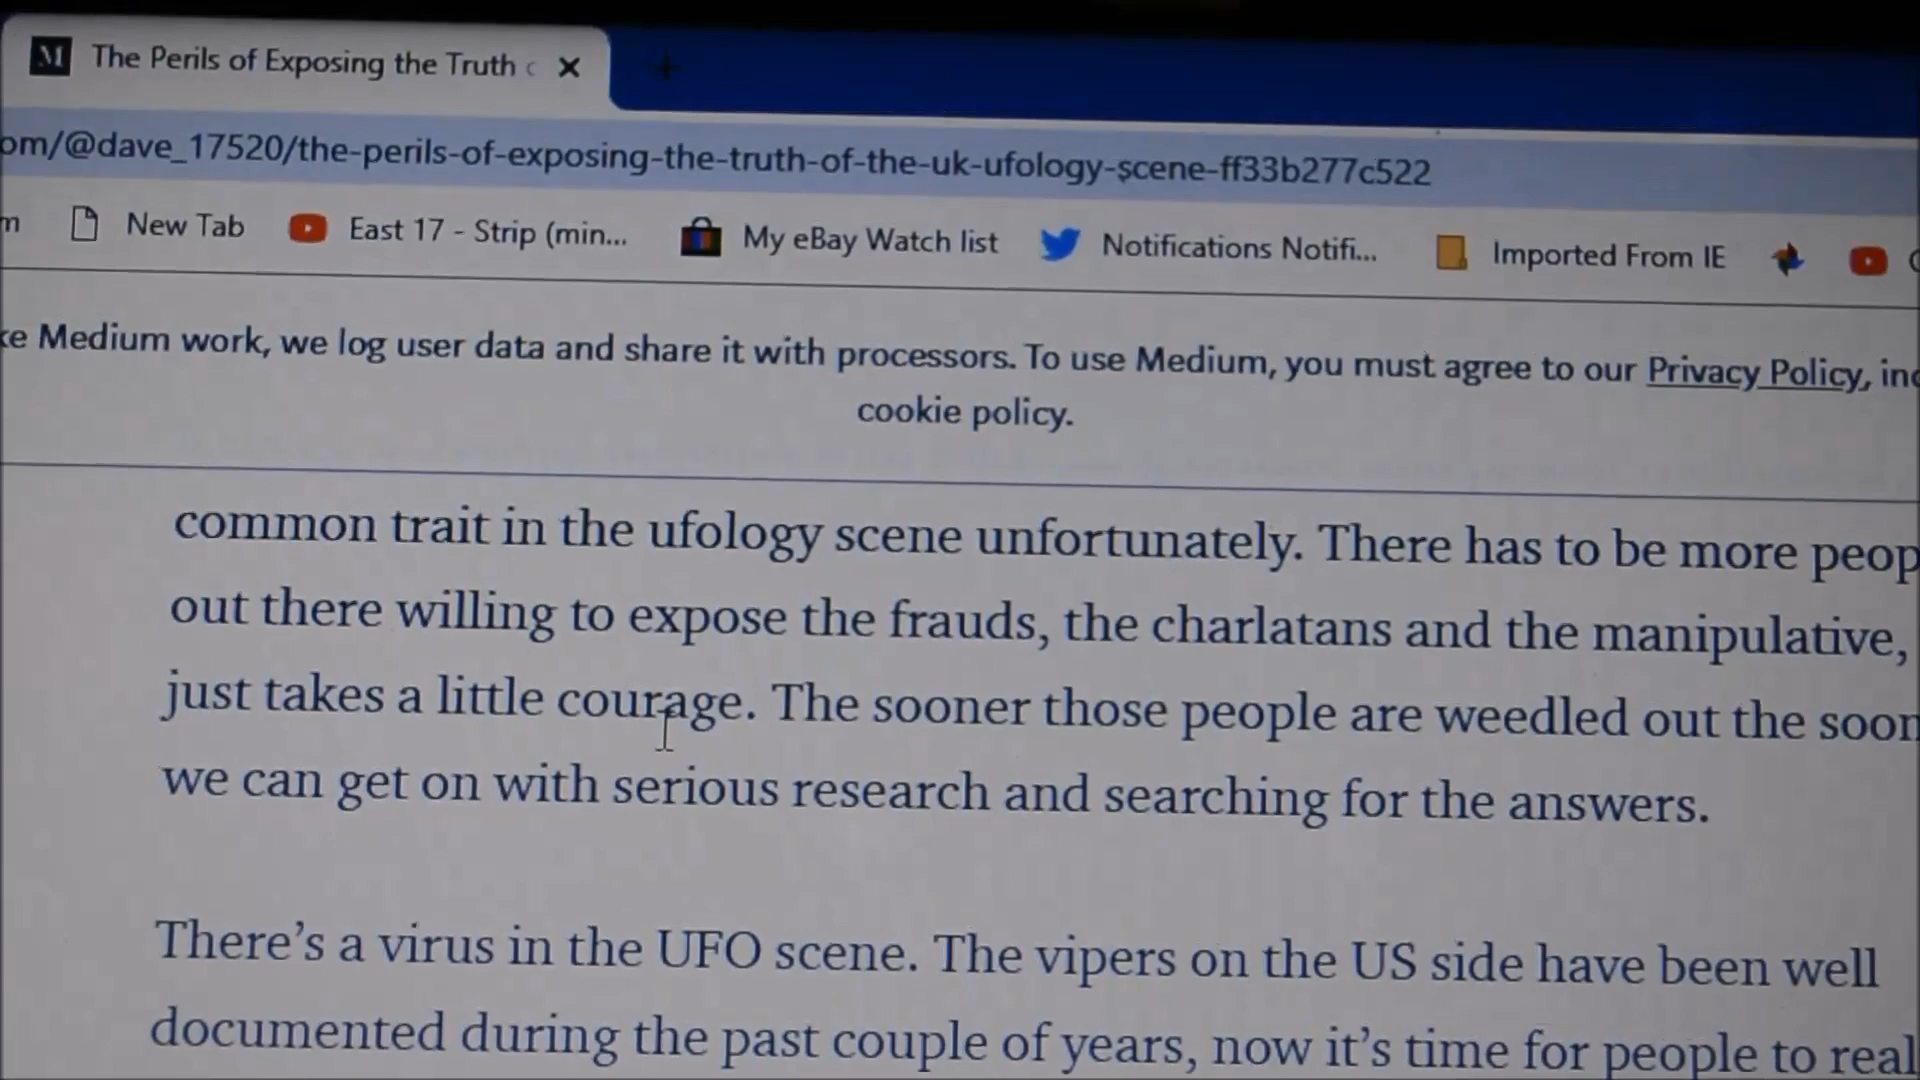 M The Perils of Exposing the Truth
om/@dave_17520/the-perils-of-exposing-the-truth-of-the-uk-ufology-scene-ff33b277c522
m New Tab East 17 - Strip (min... My eBay Watch list Notifications Notifi... Imported From IE
ke Medium work, we log user data and share it with processors. To use Medium, you must agree to our Privacy Policy, inc
cookie policy.
common trait in the ufology scene unfortunately. There has to be more peop
out there willing to expose the frauds, the charlatans and the manipulative,
just takes a little courage. The sooner those people are weedled out the soon
we can get on with serious research and searching for the answers.
There's a virus in the UFO scene. The vipers on the US side have been well
documented during the past couple of years, now it's time for people to real